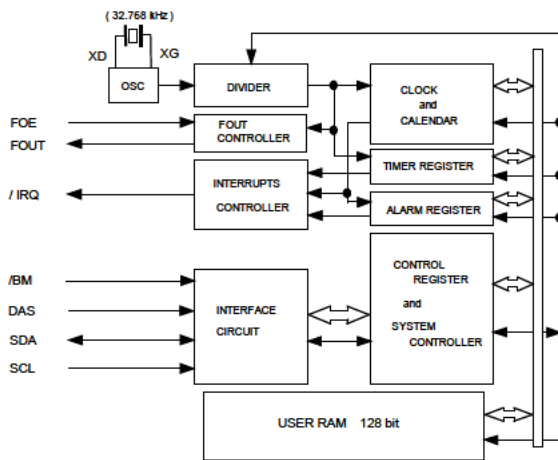 ( 32.768 kHz )
XD
XG
OSC
DIVIDER
CLOCK
and
CALENDAR
FOE
FOUT
FOUT
CONTROLLER
TIMER REGISTER
/ IRQ
INTERRUPTS
CONTROLLER
ALARM REGISTER
/BM
DAS
SDA
SCL
INTERFACE
CIRCUIT
CONTROL
REGISTER
and
SYSTEM
CONTROLLER
USER RAM 128 bit